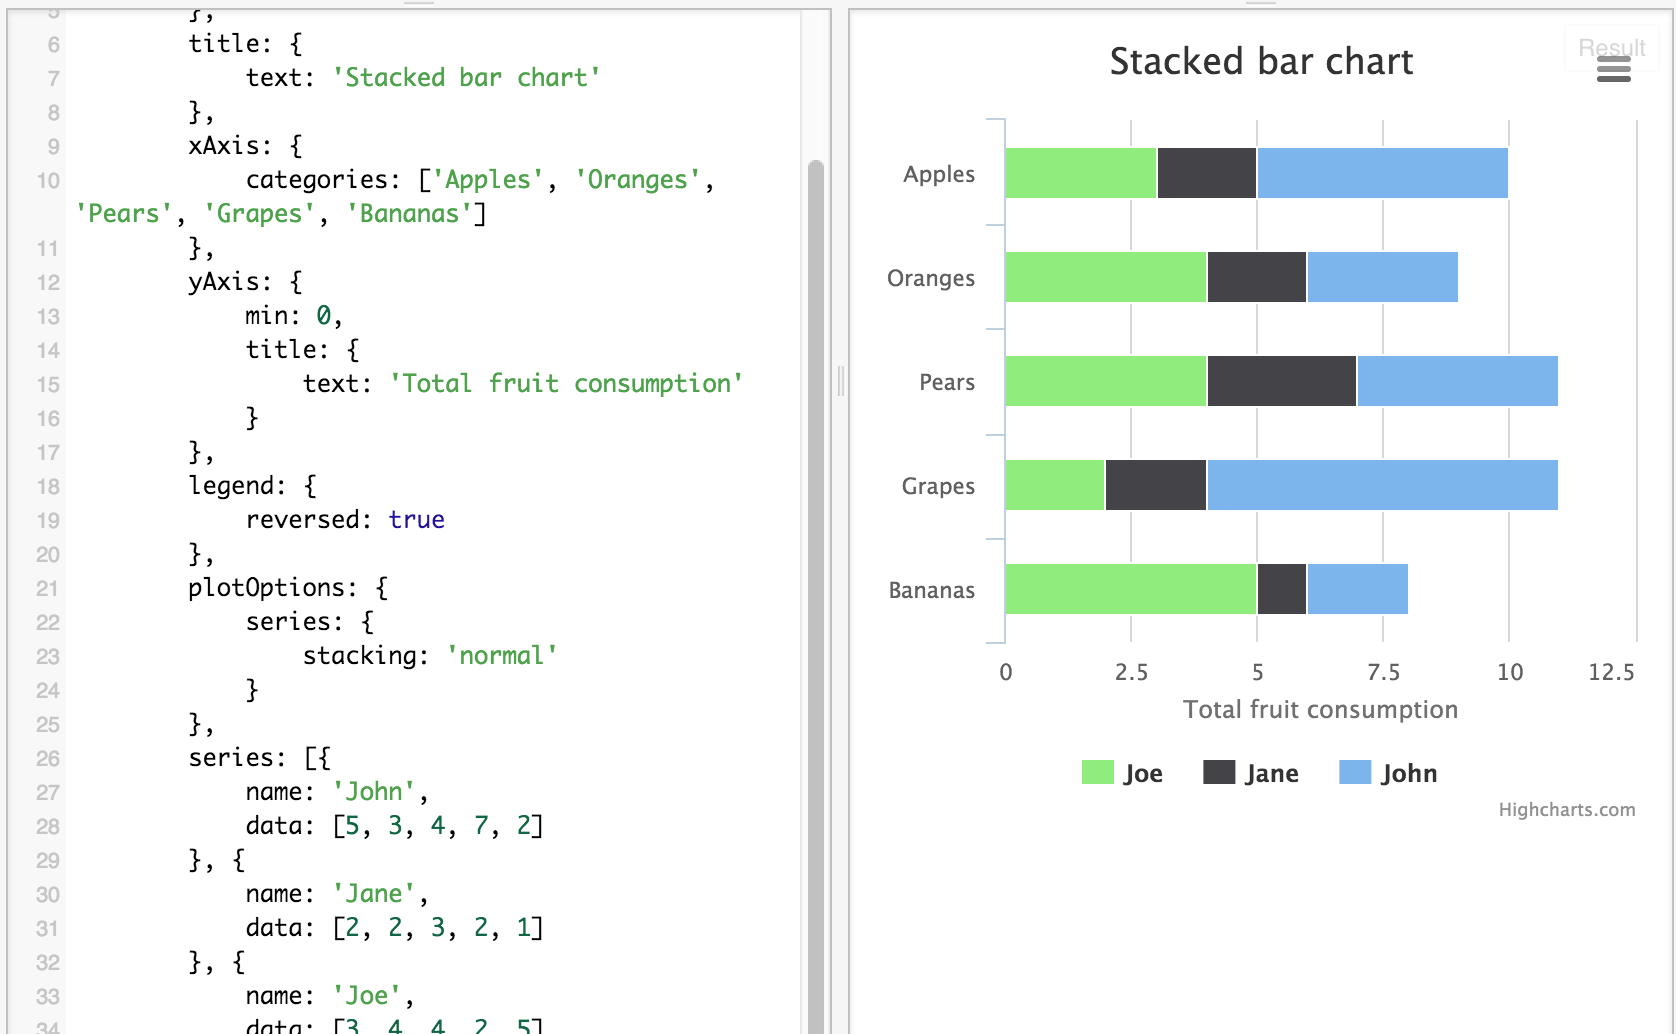 5 },
6 title: {
7 text: 'Stacked bar chart'
8 },
9 xAxis: {
10 categories: ['Apples', 'Oranges',
'Pears', 'Grapes', 'Bananas']
11 },
12 yAxis: {
13 min: 0,
14 title: {
15 text: 'Total fruit consumption'
16 }
17 },
18 legend: {
19 reversed: true
20 },
21 plotOptions: {
22 series: {
23 stacking: 'normal'
24 }
25 },
26 series: [{
27 name: 'John',
28 data: [5, 3, 4, 7, 2]
29 }, {
30 name: 'Jane',
31 data: [2, 2, 3, 2, 1]
32 }, {
33 name: 'Joe',
34 data: [3, 4, 4, 2, 5]
Result
Stacked bar chart
Apples
Oranges
Pears
Grapes
Bananas
0 2.5 5 7.5 10 12.5
Total fruit consumption
Joe Jane John
Highcharts.com